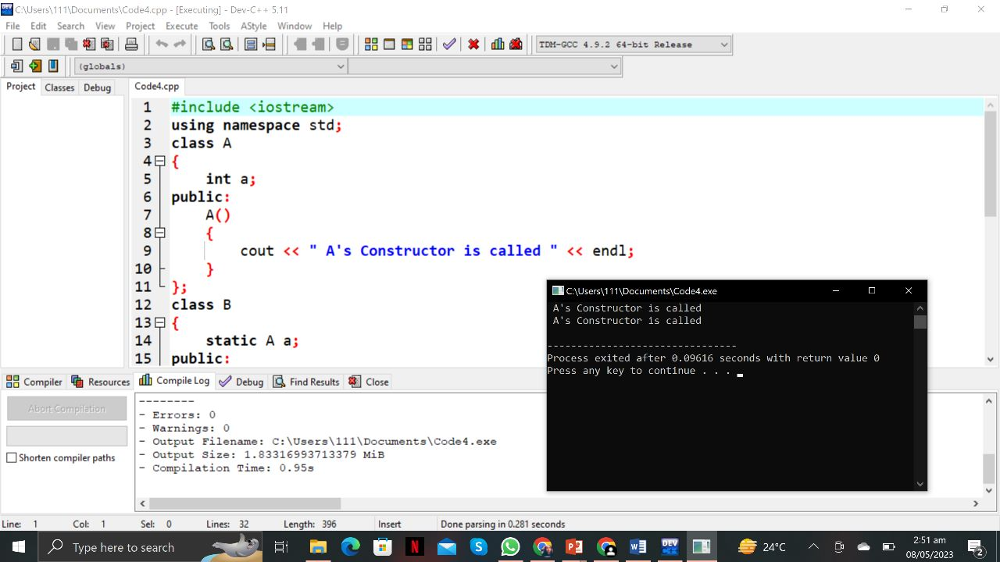 C:\Users\111\Documents\Code4.cpp - [Executing] - Dev-C++ 5.11
File Edit Search View Project Execute Tools AStyle Window Help
TDM-GCC 4.9.2 64-bit Release
(globals)
Project Classes Debug Code4.cpp
1 #include <iostream>
2 using namespace std;
3 class A
4 {
5 int a;
6 public:
7 A()
8 {
9 cout << " A's Constructor is called " << endl;
10 }
11 };
12 class B
13 {
14 static A a;
15 public:
C:\Users\111\Documents\Code4.exe
A's Constructor is called
A's Constructor is called
--------------------------------
Process exited after 0.09616 seconds with return value 0
Press any key to continue . . .
Compiler Resources Compile Log Debug Find Results Close
Abort Compilation
Shorten compiler paths
--------
- Errors: 0
- Warnings: 0
- Output Filename: C:\Users\111\Documents\Code4.exe
- Output Size: 1.83316993713379 MiB
- Compilation Time: 0.95s
Line: 1 Col: 1 Sel: 0 Lines: 32 Length: 396 Insert Done parsing in 0.281 seconds
Type here to search
24°C
2:51 am
08/05/2023
2